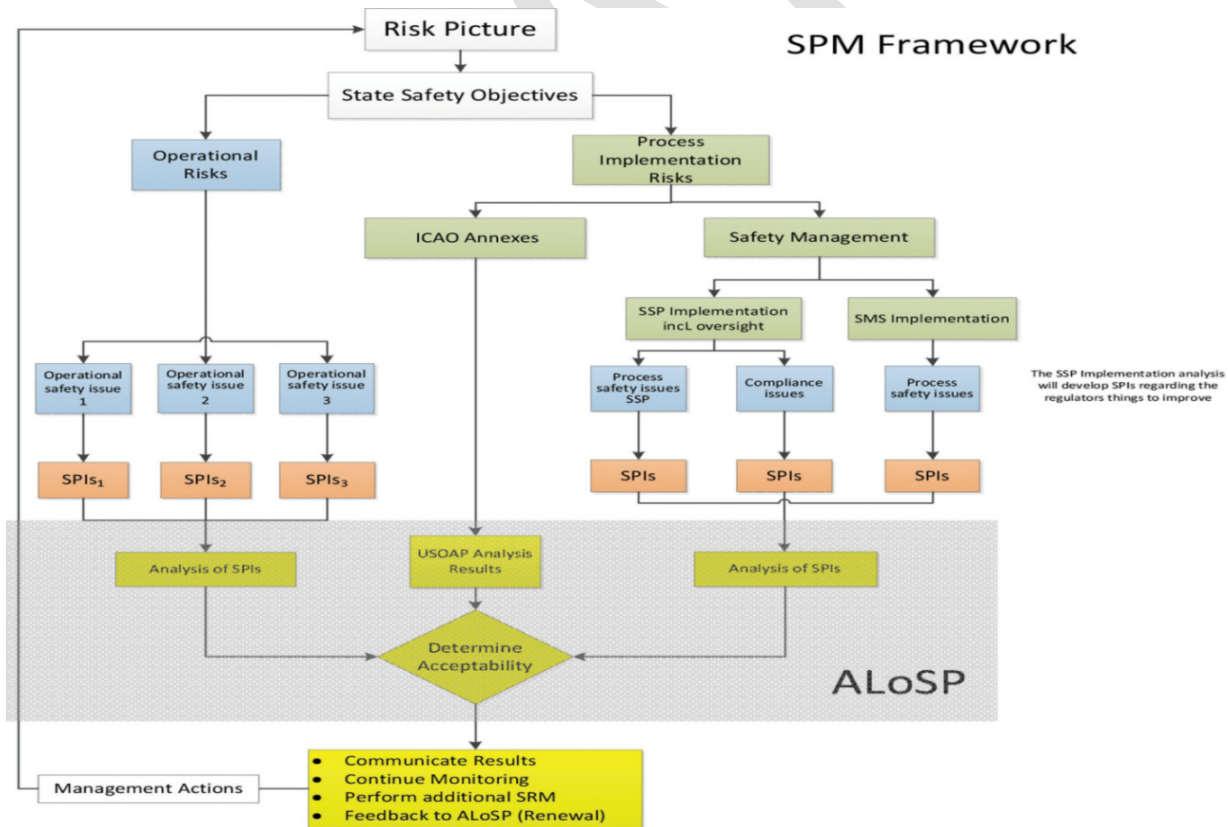 Risk Picture
SPM Framework
State Safety Objectives
Operational
Risks
Process
Implementation
Risks
ICAO Annexes
Safety Management
SSP Implementation
incL oversight
SMS Implementation
Operational
safety issue
1
Operational
safety issue
2
Operational
safety issue
3
Process
safety issues
SSP
Compliance
issues
Process
safety issues
The SSP Implementation analysis
will develop SPIs regarding the
regulators things to improve
SPIs₁
SPIs₂
SPIs₃
SPIs
SPIs
SPIs
Analysis of SPIs
USOAP Analysis
Results
Analysis of SPIs
Determine
Acceptability
ALoSP
Management Actions
• Communicate Results
• Continue Monitoring
• Perform additional SRM
• Feedback to ALoSP (Renewal)